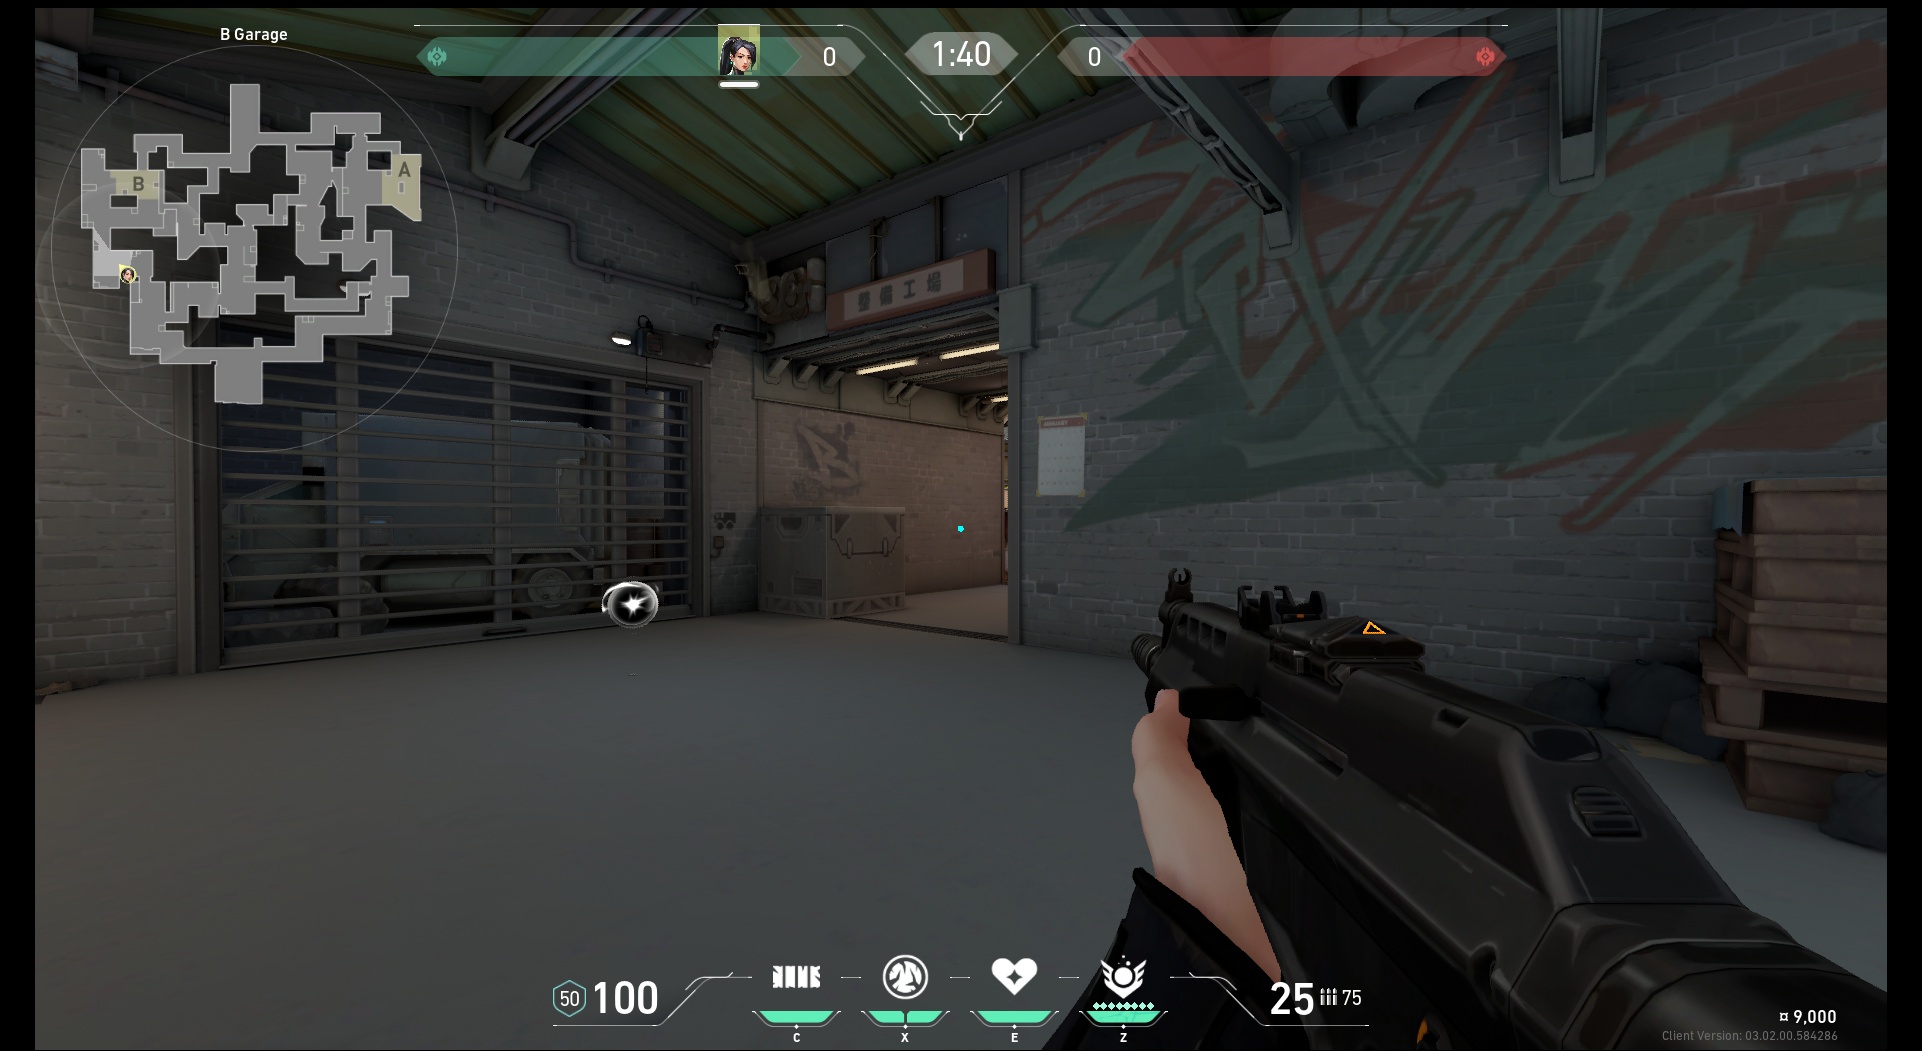 B Garage
0
1:40
0
B
A
整備工場
JANUARY
50
100
25
75
C
X
E
Z
¤ 9,000
Client Version: 03.02.00.584286